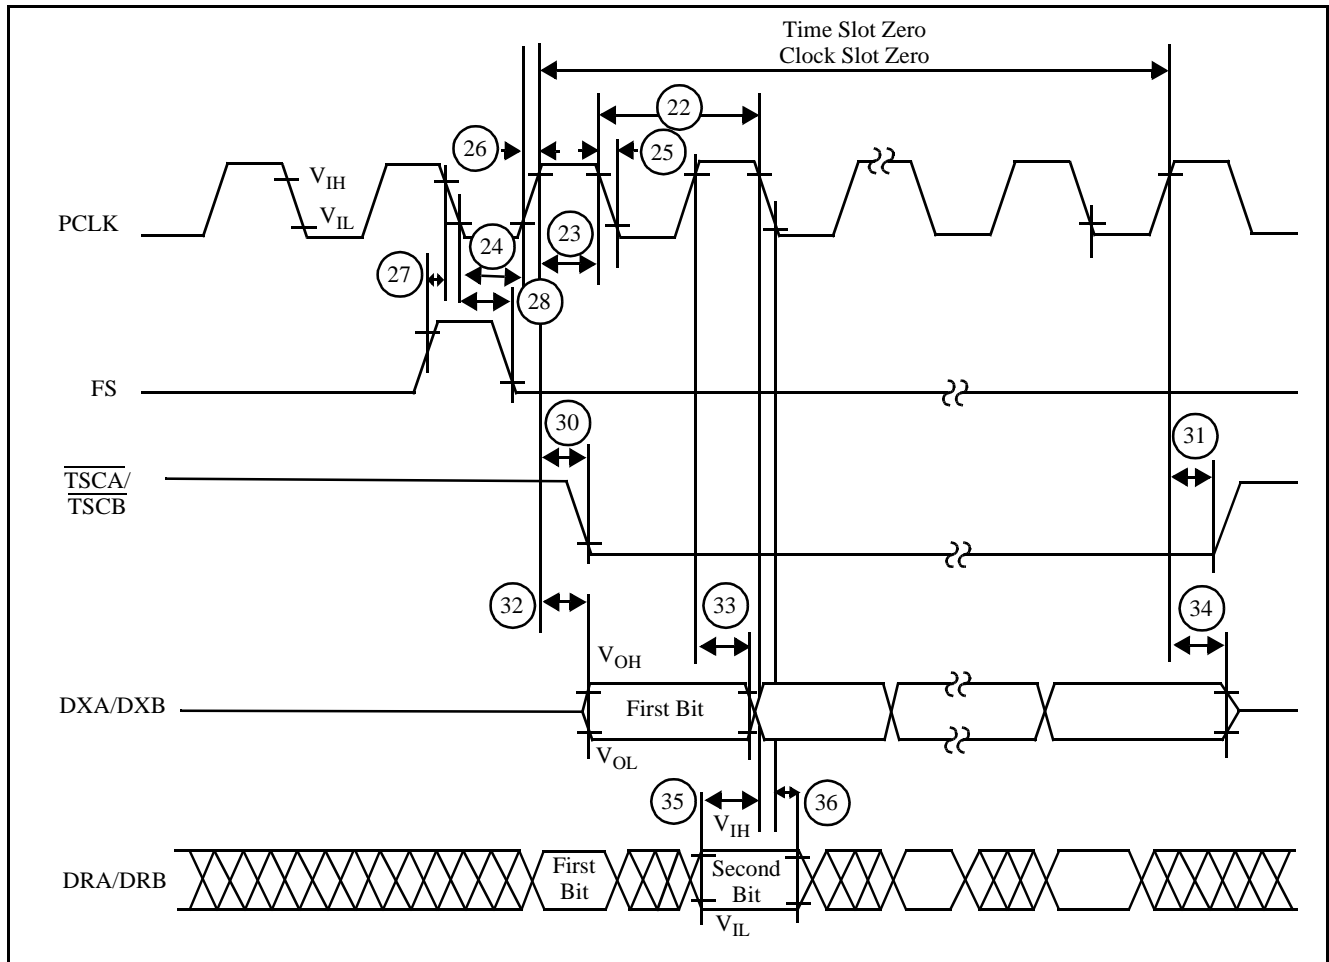 Time Slot Zero
Clock Slot Zero
22
26
25
VIH
VIL
PCLK
24
23
27
28
FS
30
31
TSCA/
TSCB
32
33
34
VOH
DXA/DXB
First Bit
VOL
35
36
VIH
DRA/DRB
First
Bit
Second
Bit
VIL